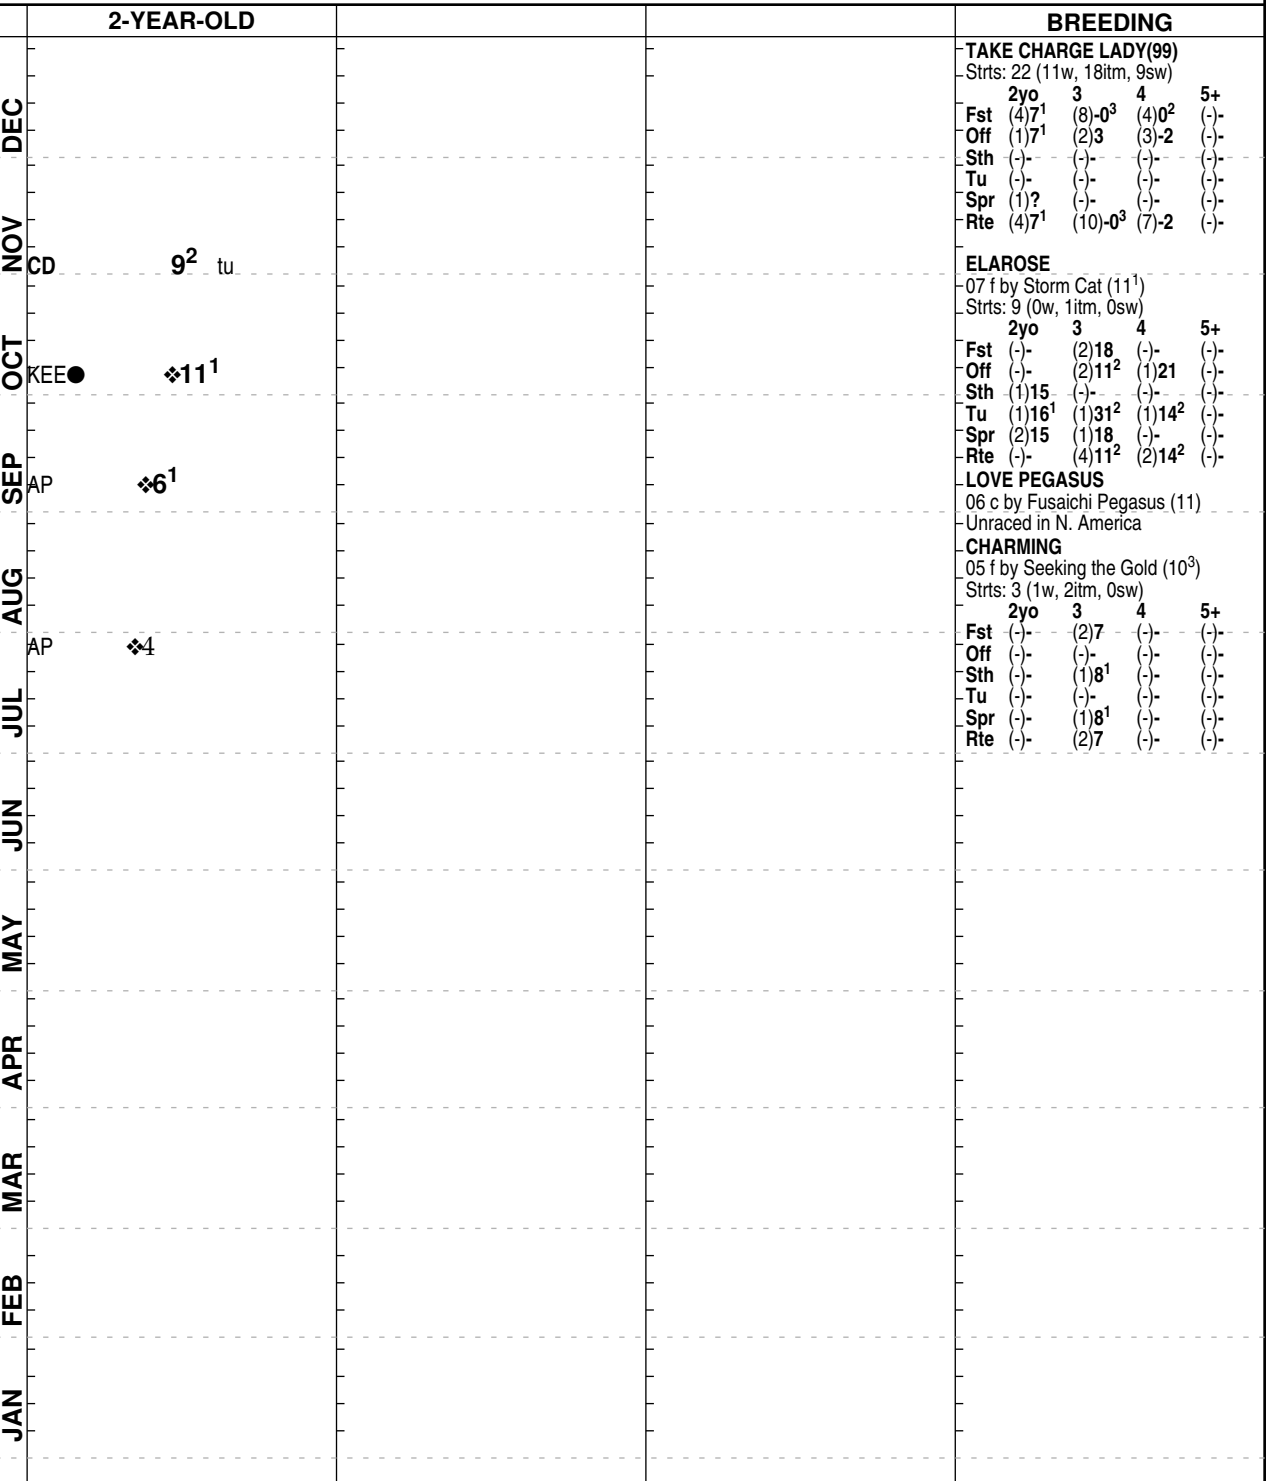 2-YEAR-OLD
BREEDING
DEC
NOV
CD 9² tu
OCT
KEE● ❖11¹
SEP
AP ❖6¹
AUG
AP ❖4
JUL
JUN
MAY
APR
MAR
FEB
JAN
TAKE CHARGE LADY(99)
Strts: 22 (11w, 18itm, 9sw)
2yo 3 4 5+
Fst (4)7¹ (8)-0³ (4)0² (-)-
Off (1)7¹ (2)3 (3)-2 (-)-
Sth (-)- (-)- (-)- (-)-
Tu (-)- (-)- (-)- (-)-
Spr (1)? (-)- (-)- (-)-
Rte (4)7¹ (10)-0³ (7)-2 (-)-
ELAROSE
07 f by Storm Cat (11¹)
Strts: 9 (0w, 1itm, 0sw)
2yo 3 4 5+
Fst (-)- (2)18 (-)- (-)-
Off (-)- (2)11² (1)21 (-)-
Sth (1)15 (-)- (-)- (-)-
Tu (1)16¹ (1)31² (1)14² (-)-
Spr (2)15 (1)18 (-)- (-)-
Rte (-)- (4)11² (2)14² (-)-
LOVE PEGASUS
06 c by Fusaichi Pegasus (11)
Unraced in N. America
CHARMING
05 f by Seeking the Gold (10³)
Strts: 3 (1w, 2itm, 0sw)
2yo 3 4 5+
Fst (-)- (2)7 (-)- (-)-
Off (-)- (-)- (-)- (-)-
Sth (-)- (1)8¹ (-)- (-)-
Tu (-)- (-)- (-)- (-)-
Spr (-)- (1)8¹ (-)- (-)-
Rte (-)- (2)7 (-)- (-)-